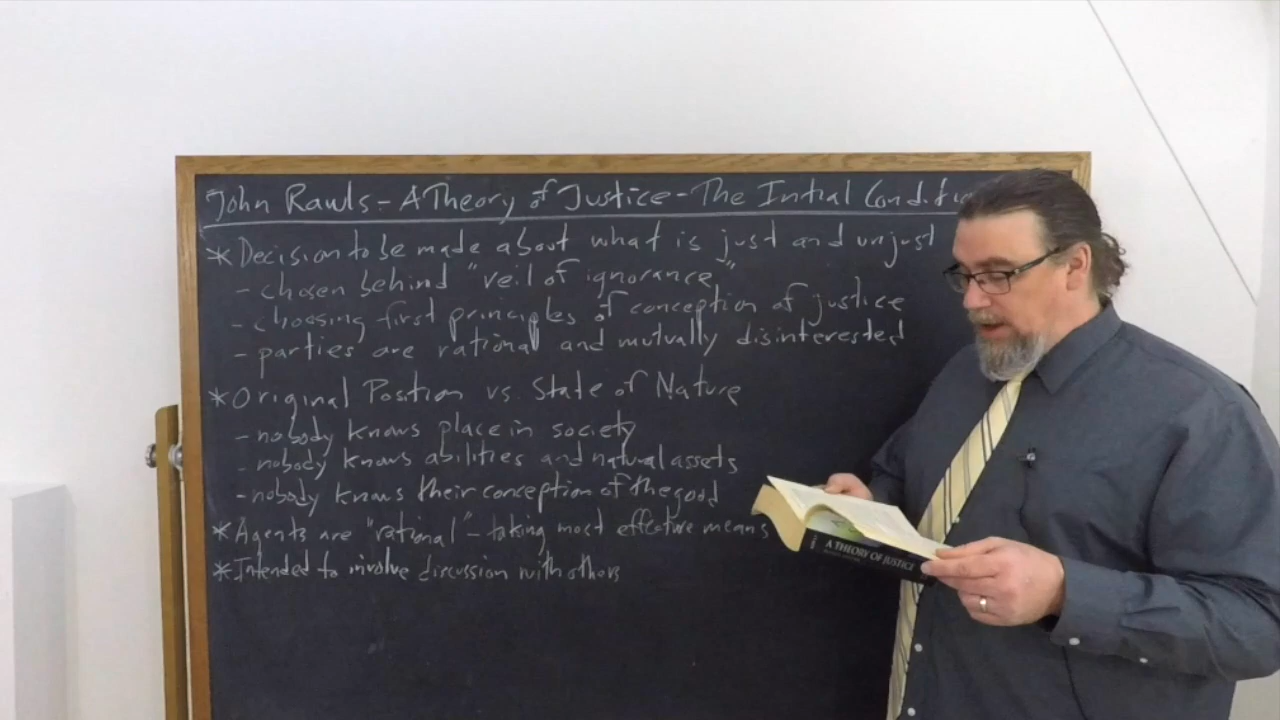 John Rawls - A Theory of Justice - The Initial Conditi
* Decision to be made about what is just and unjust
- chosen behind "veil of ignorance"
- choosing first principles of conception of justice
- parties are rational and mutually disinterested
* Original Position vs. State of Nature
- nobody knows place in society
- nobody knows abilities and natural assets
- nobody knows their conception of the good
* Agents are "rational" - taking most effective means
* Intended to involve discussion with others
A THEORY OF JUSTICE